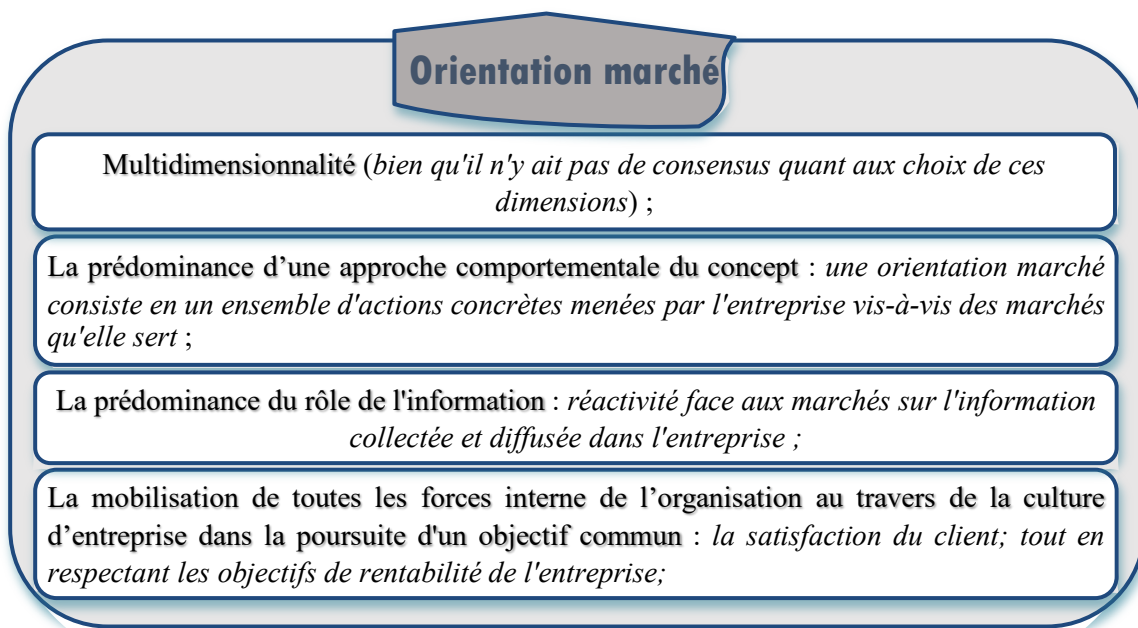 Orientation marché
Multidimensionnalité (bien qu'il n'y ait pas de consensus quant aux choix de ces
dimensions) ;
La prédominance d’une approche comportementale du concept : une orientation marché
consiste en un ensemble d'actions concrètes menées par l'entreprise vis-à-vis des marchés
qu'elle sert ;
La prédominance du rôle de l'information : réactivité face aux marchés sur l'information
collectée et diffusée dans l'entreprise ;
La mobilisation de toutes les forces interne de l’organisation au travers de la culture
d’entreprise dans la poursuite d'un objectif commun : la satisfaction du client; tout en
respectant les objectifs de rentabilité de l'entreprise;